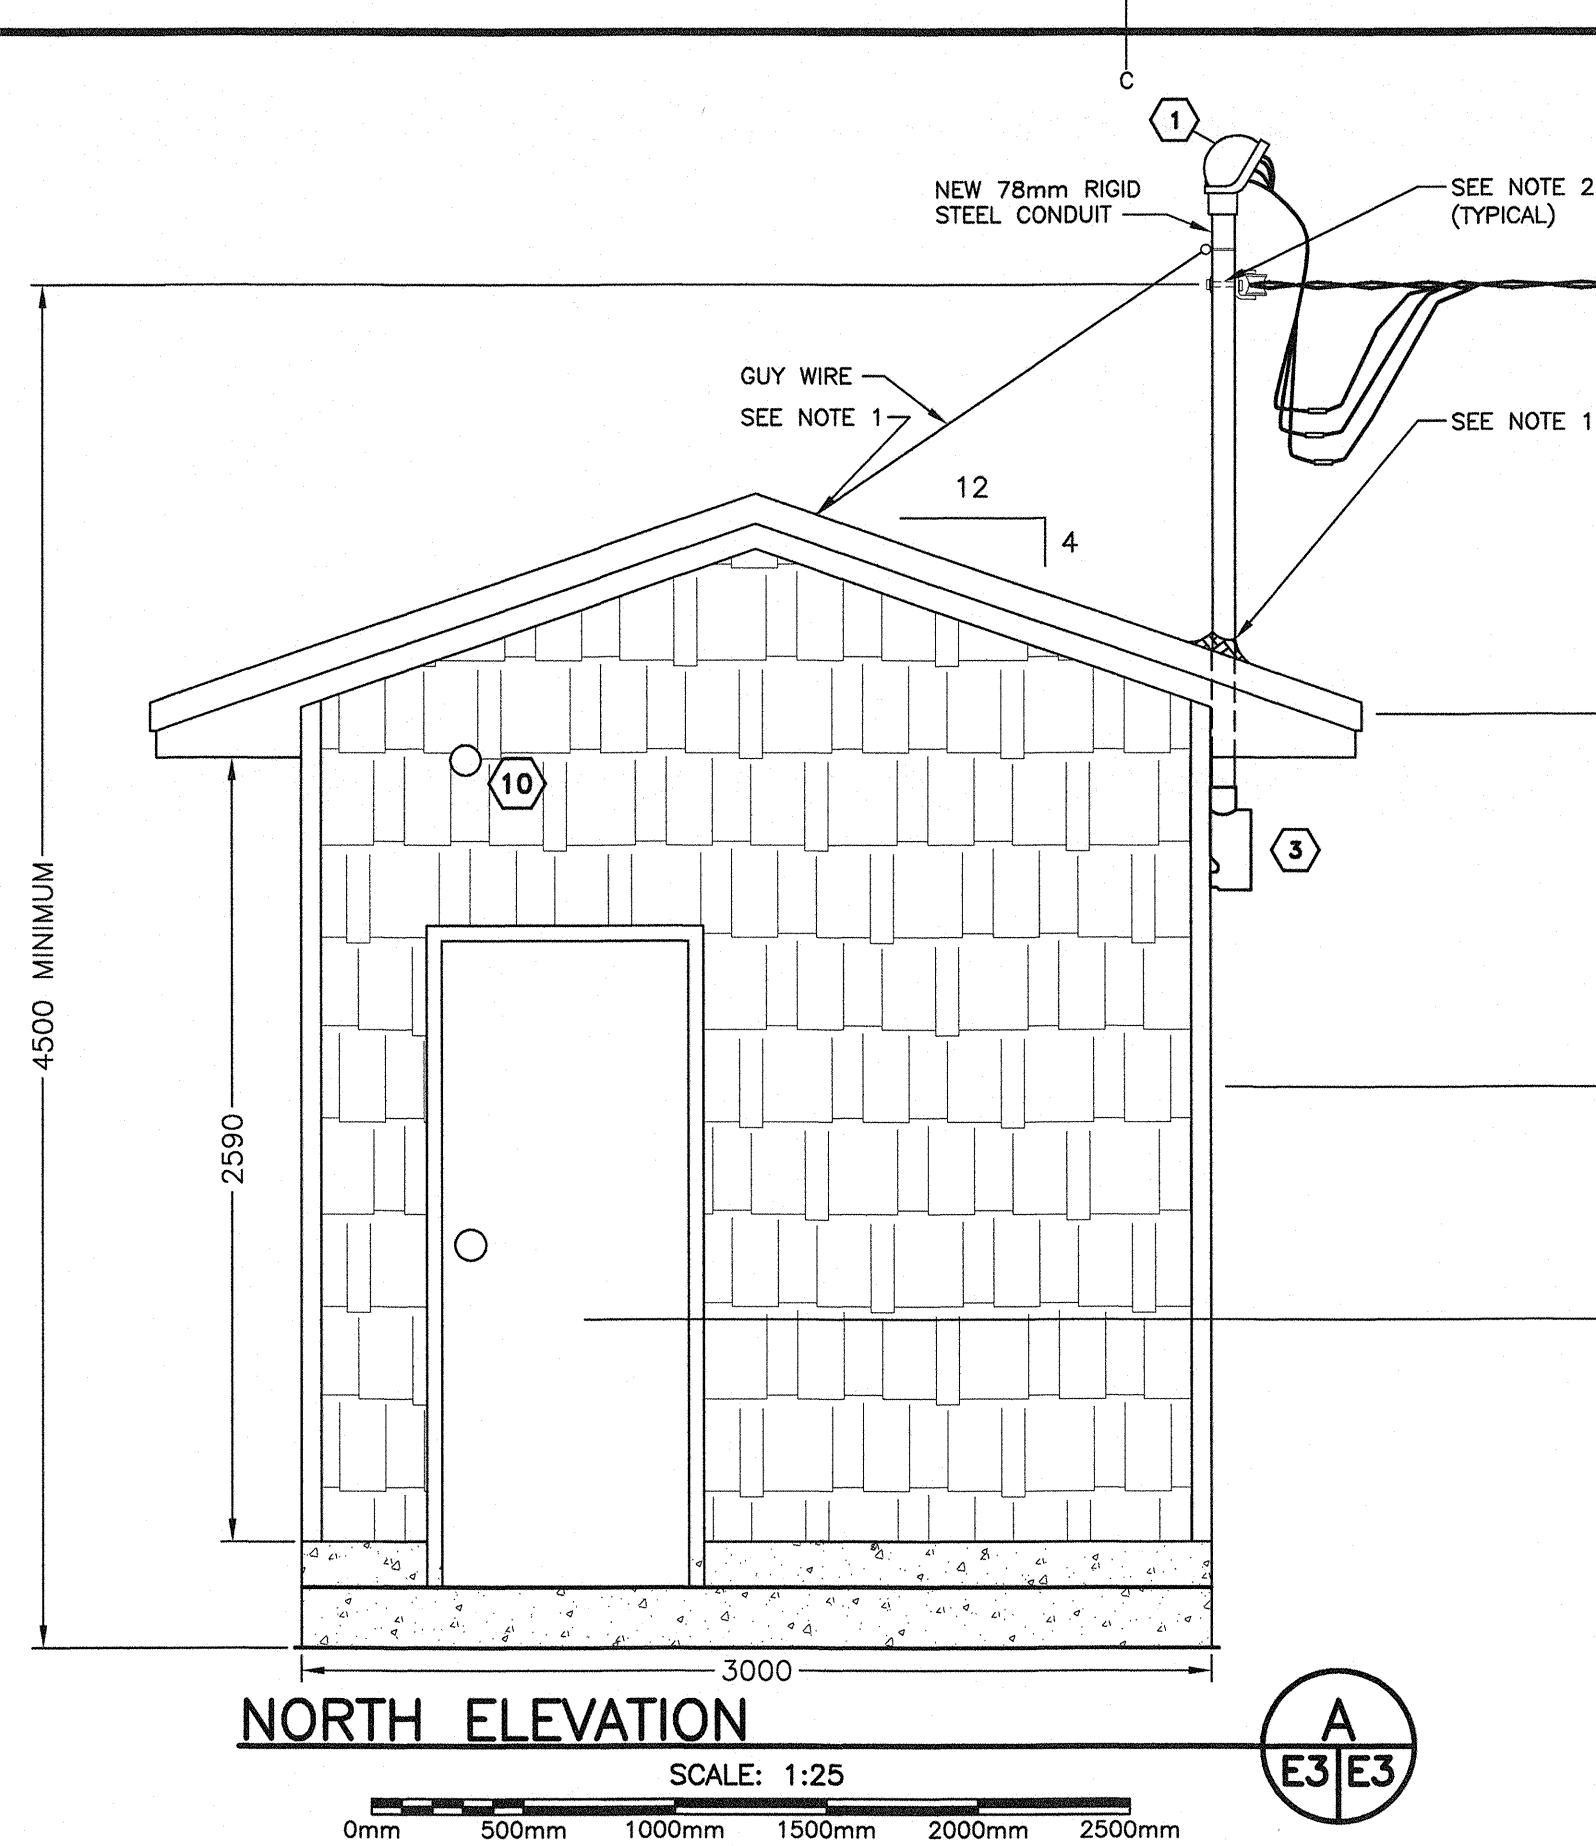 C
1
NEW 78mm RIGID
STEEL CONDUIT
SEE NOTE 2
(TYPICAL)
GUY WIRE
SEE NOTE 1
SEE NOTE 1
12
4
10
3
4500 MINIMUM
2590
3000
NORTH ELEVATION
A
E3 E3
SCALE: 1:25
0mm 500mm 1000mm 1500mm 2000mm 2500mm